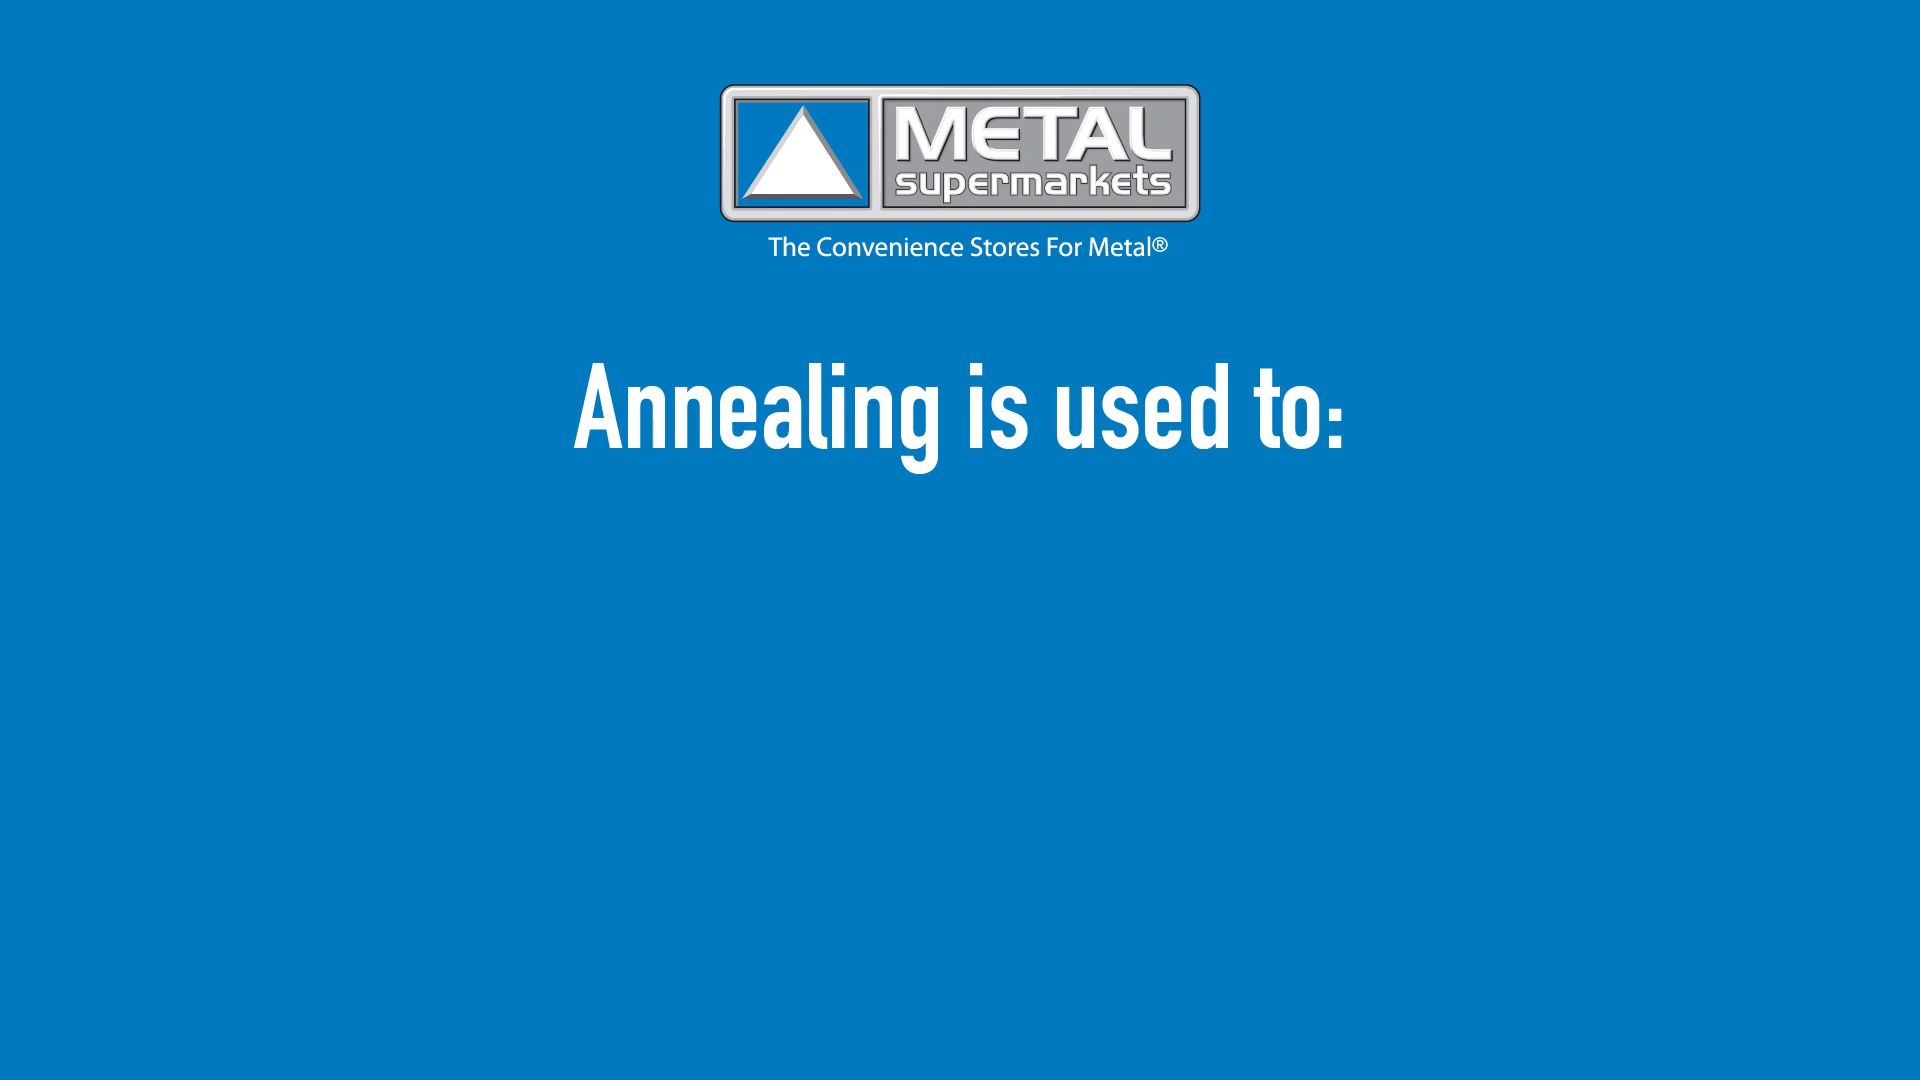 METAL
supermarkets
The Convenience Stores For Metal®
Annealing is used to: